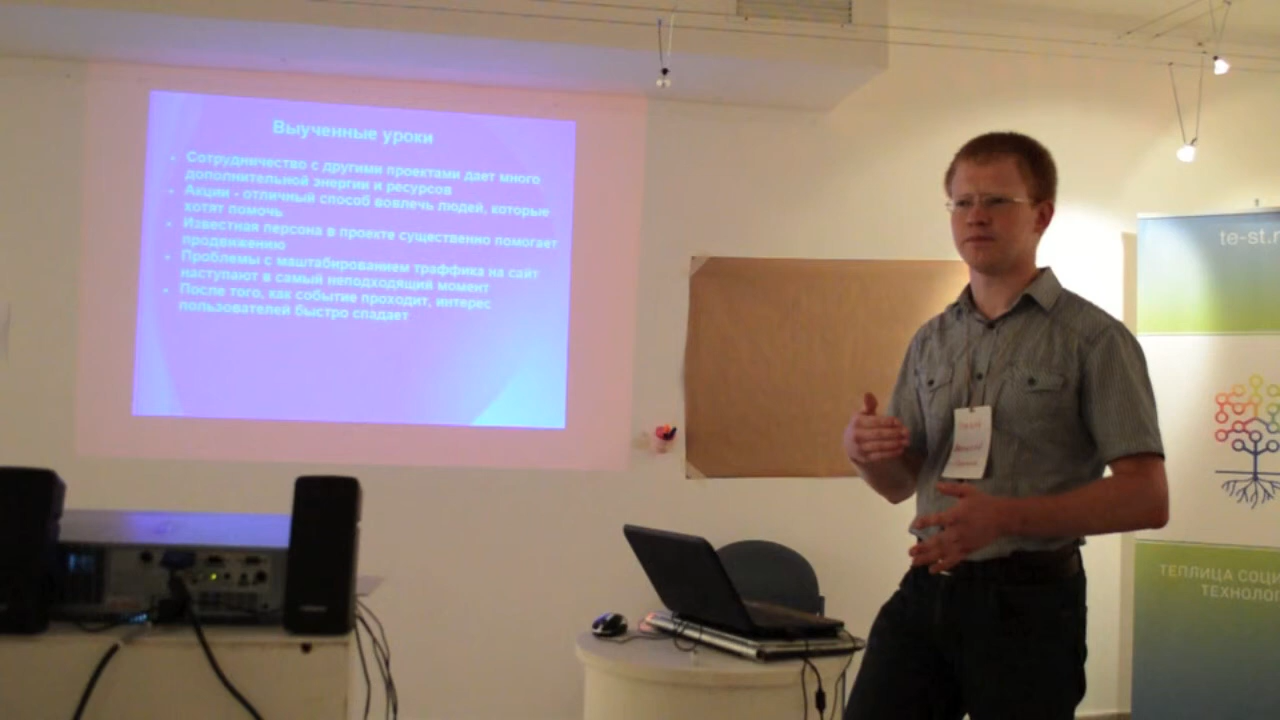 Выученные уроки
• Сотрудничество с другими проектами дает много
дополнительной энергии и ресурсов
• Акции - отличный способ вовлечь людей, которые
хотят помочь
• Известная персона в проекте существенно помогает
продвижению
• Проблемы с маштабированием траффика на сайт
наступают в самый неподходящий момент
• После того, как событие проходит, интерес
пользователей быстро спадает
te-st.r
ТЕПЛИЦА СОЦИ
ТЕХНОЛОГ